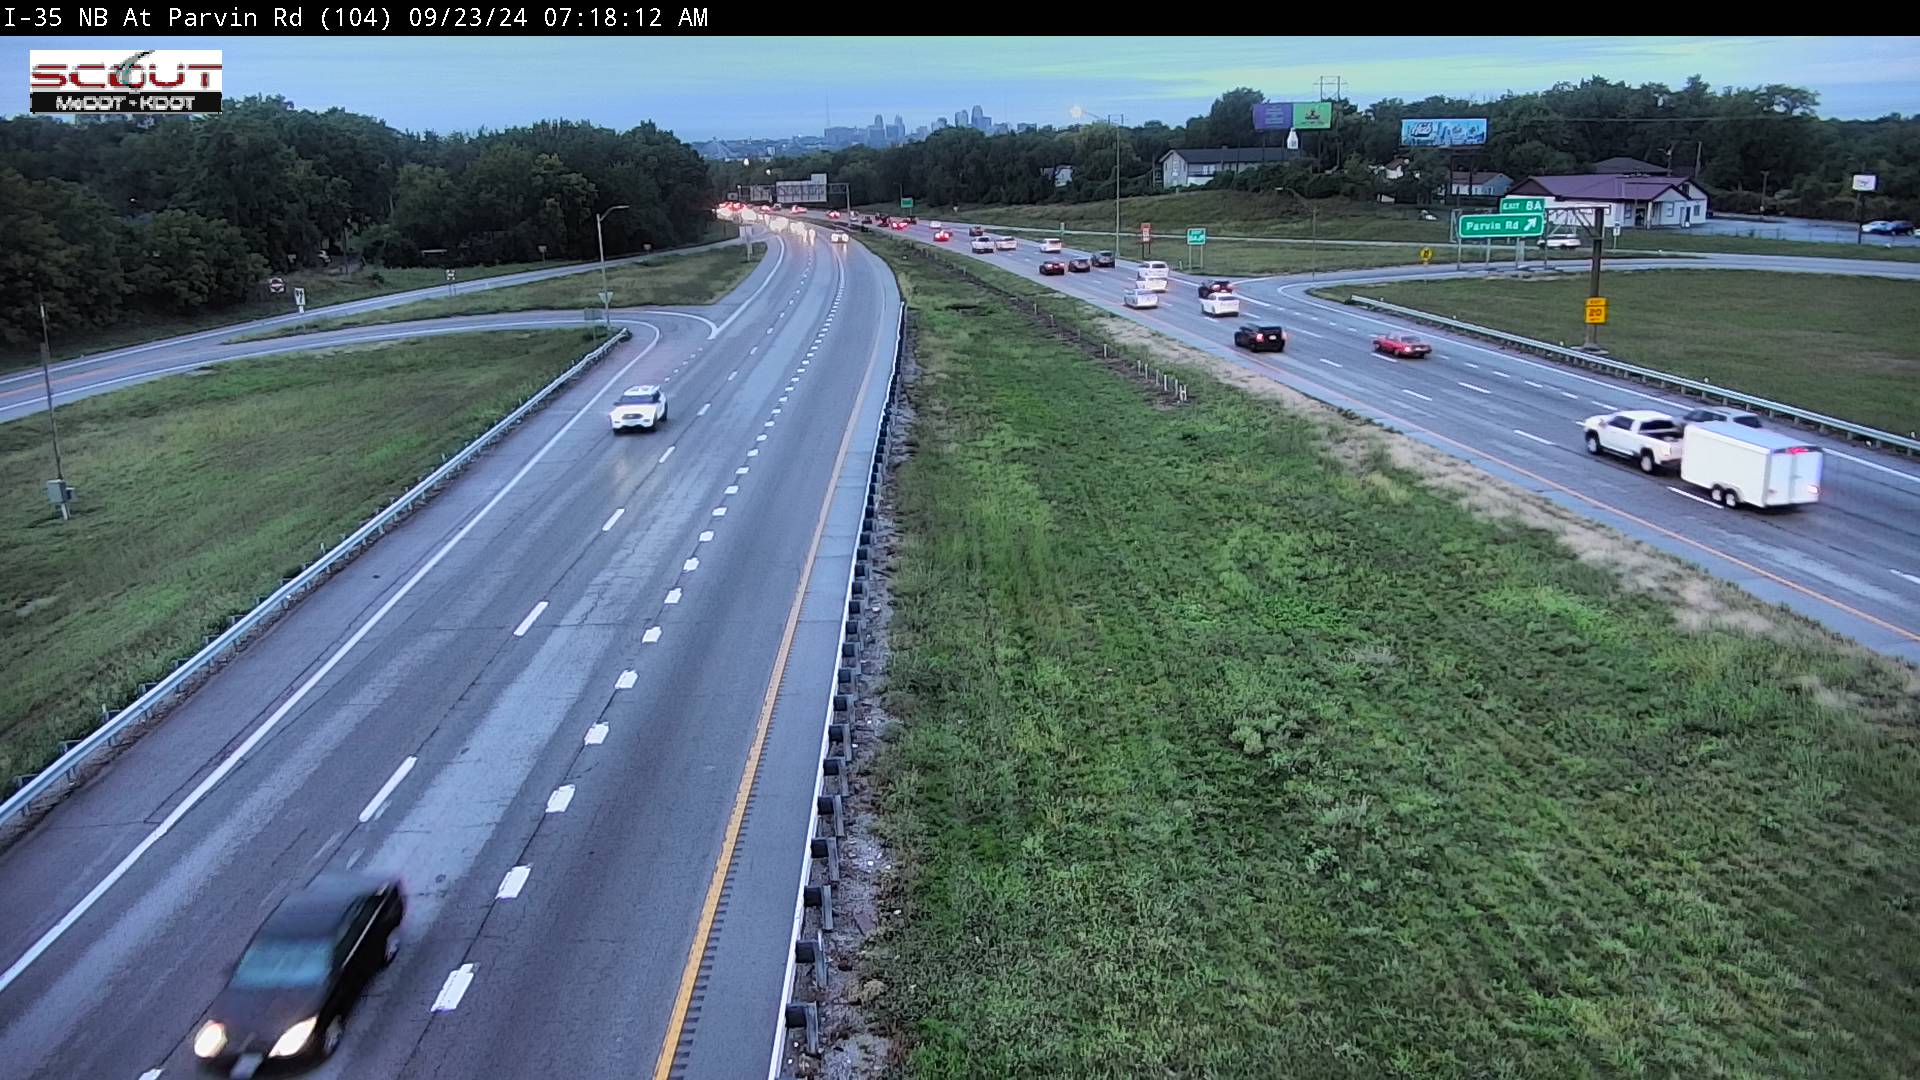 I-35 NB At Parvin Rd (104) 09/23/24 07:18:12 AM
SCOUT
MoDOT - KDOT
EXIT 8A
Parvin Rd
20